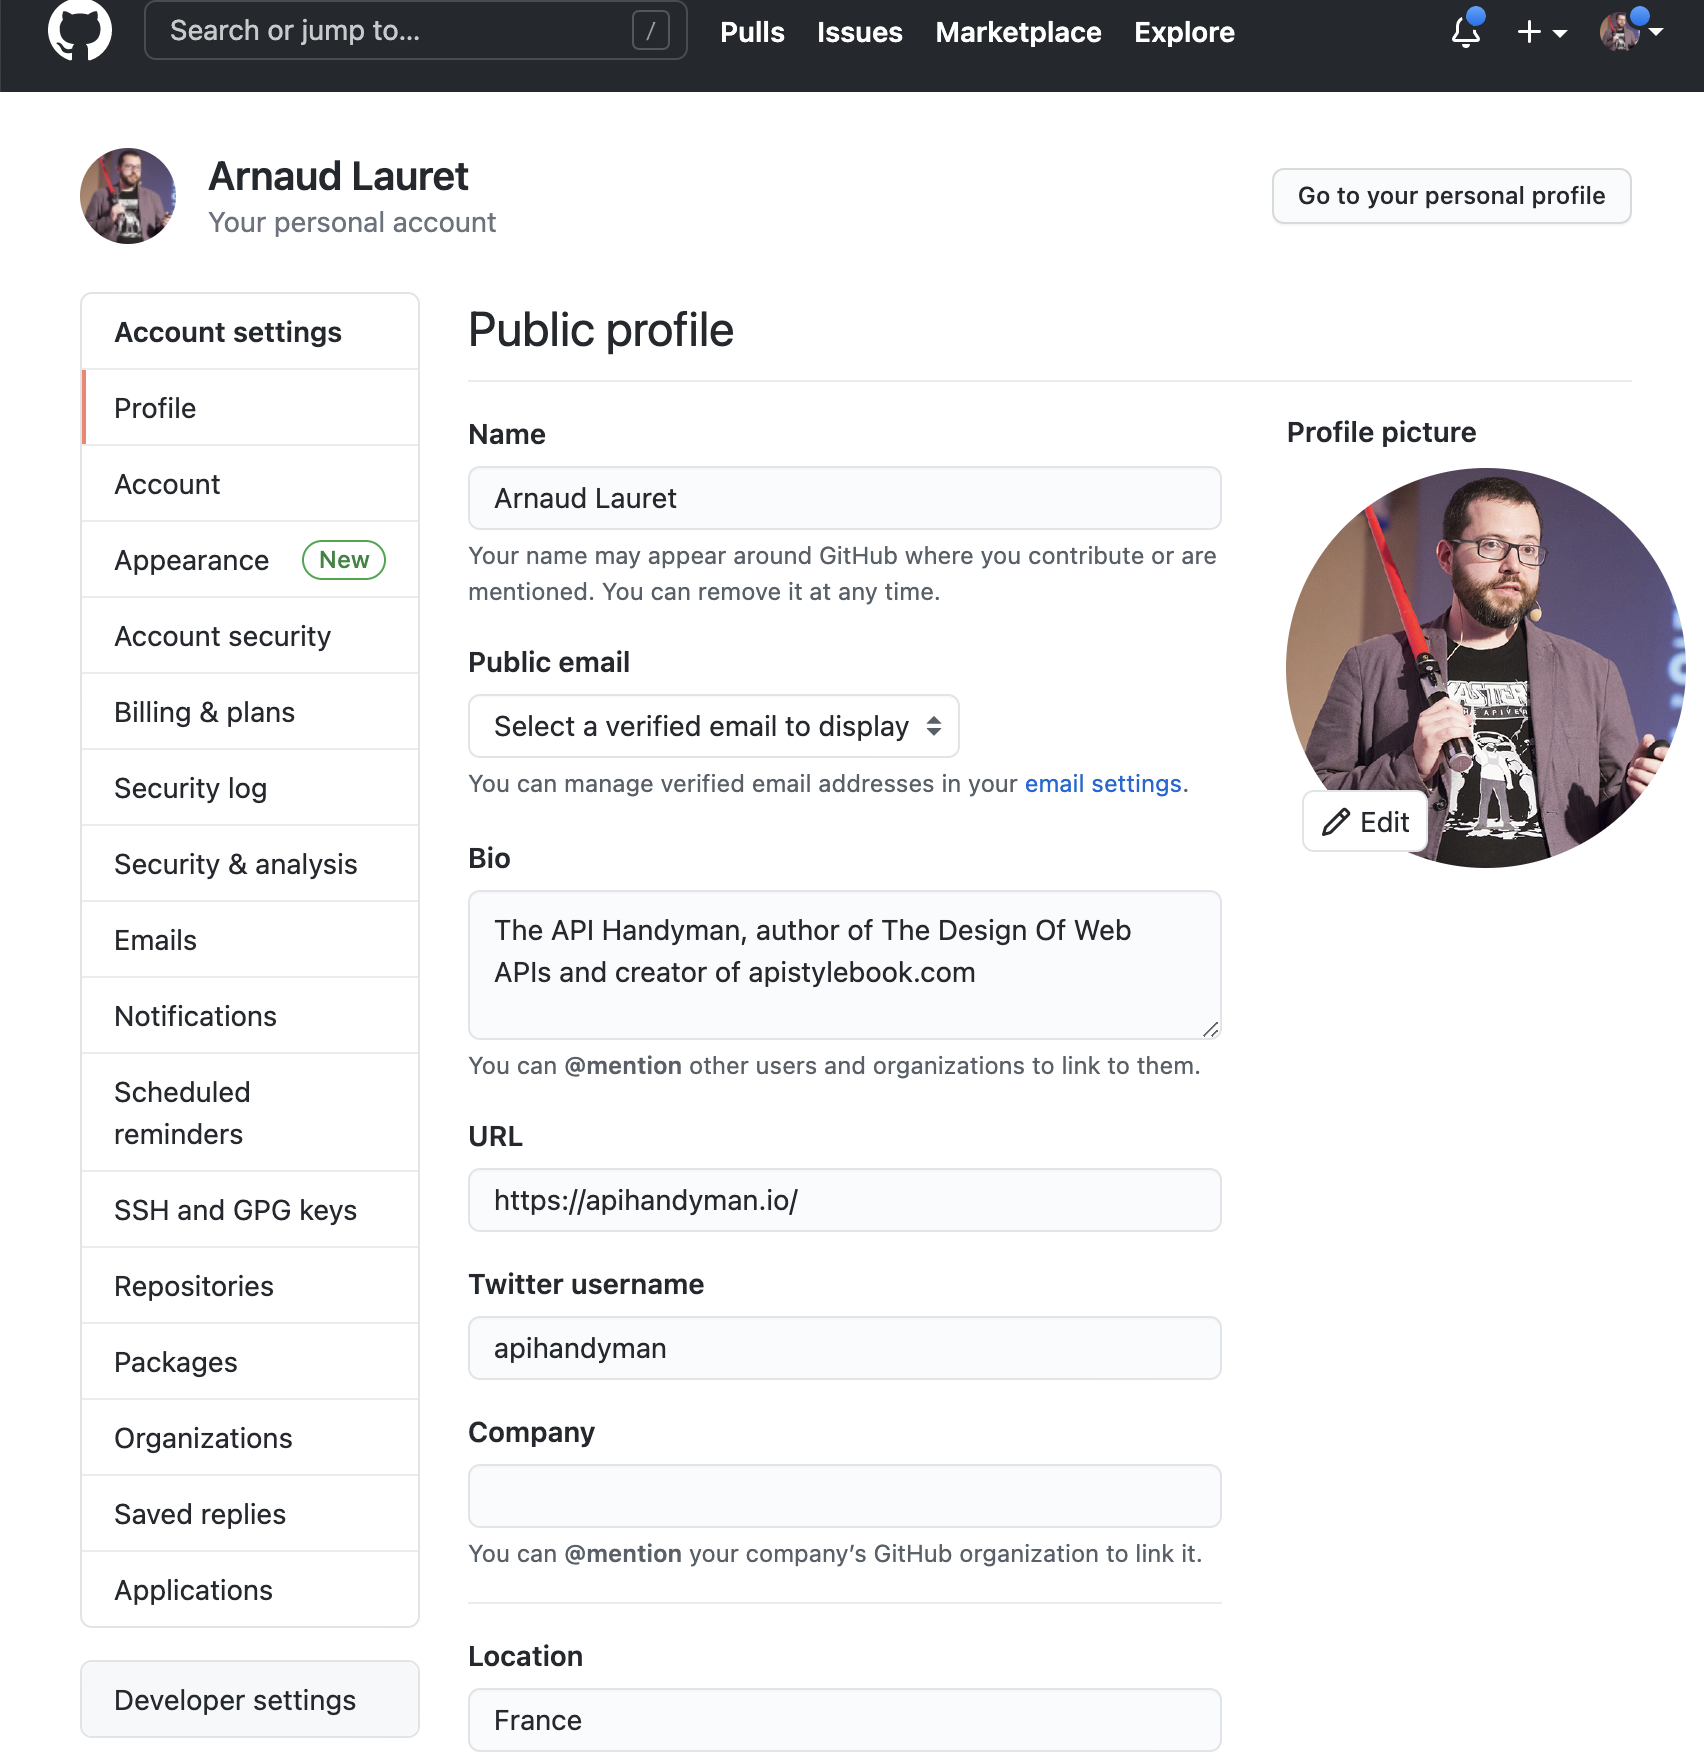 Search or jump to...
/
Pulls
Issues
Marketplace
Explore
Arnaud Lauret
Your personal account
Go to your personal profile
Account settings
Profile
Account
Appearance
New
Account security
Billing & plans
Security log
Security & analysis
Emails
Notifications
Scheduled
reminders
SSH and GPG keys
Repositories
Packages
Organizations
Saved replies
Applications
Developer settings
Public profile
Name
Arnaud Lauret
Your name may appear around GitHub where you contribute or are
mentioned. You can remove it at any time.
Public email
Select a verified email to display
You can manage verified email addresses in your email settings.
Bio
The API Handyman, author of The Design Of Web
APIs and creator of apistylebook.com
You can @mention other users and organizations to link to them.
URL
https://apihandyman.io/
Twitter username
apihandyman
Company
You can @mention your company’s GitHub organization to link it.
Location
France
Profile picture
Edit